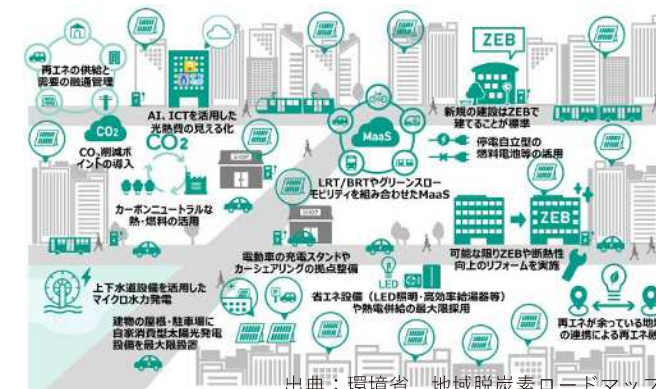 再エネの供給と
需要の融通管理
AI、ICTを活用した
光熱費の見える化
ZEB
新規の建設はZEBで
建てることが標準
CO₂
CO₂削減ポ
イントの導入
CO₂
SHOP
MaaS
停電自立型の
燃料電池等の活用
LRT/BRTやグリーンスロー
モビリティを組み合わせたMaaS
カーボンニュートラルな
熱・燃料の活用
SHOP
ZEB
電動車の充電スタンドや
カーシェアリングの拠点整備
可能な限りZEBや断熱性
向上のリフォームを実施
LED
上下水道設備を活用した
マイクロ水力発電
省エネ設備（LED照明・高効率給湯器等）
や熱電供給の最大限採用
建物の屋根・駐車場に
自家消費型太陽光発電
設備を最大限設置
再エネが余っている地
の連携による再エネ
出典：環境省 地域脱炭素ロードマップ